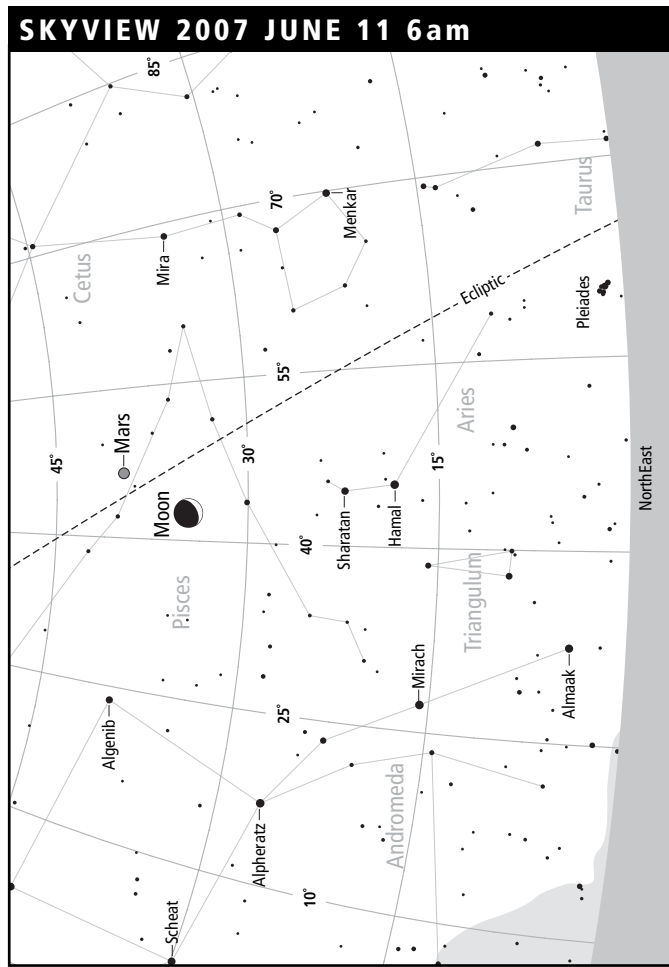 SKYVIEW 2007 JUNE 11 6am
85°
Taurus
70°
Menkar
Mira
Cetus
Ecliptic
Pleiades
55°
Aries
Mars
45°
30°
15°
NorthEast
Moon
Sharatan
Hamal
40°
Triangulum
Pisces
Mirach
Almaak
25°
Algenib
Andromeda
Alpheratz
10°
Scheat